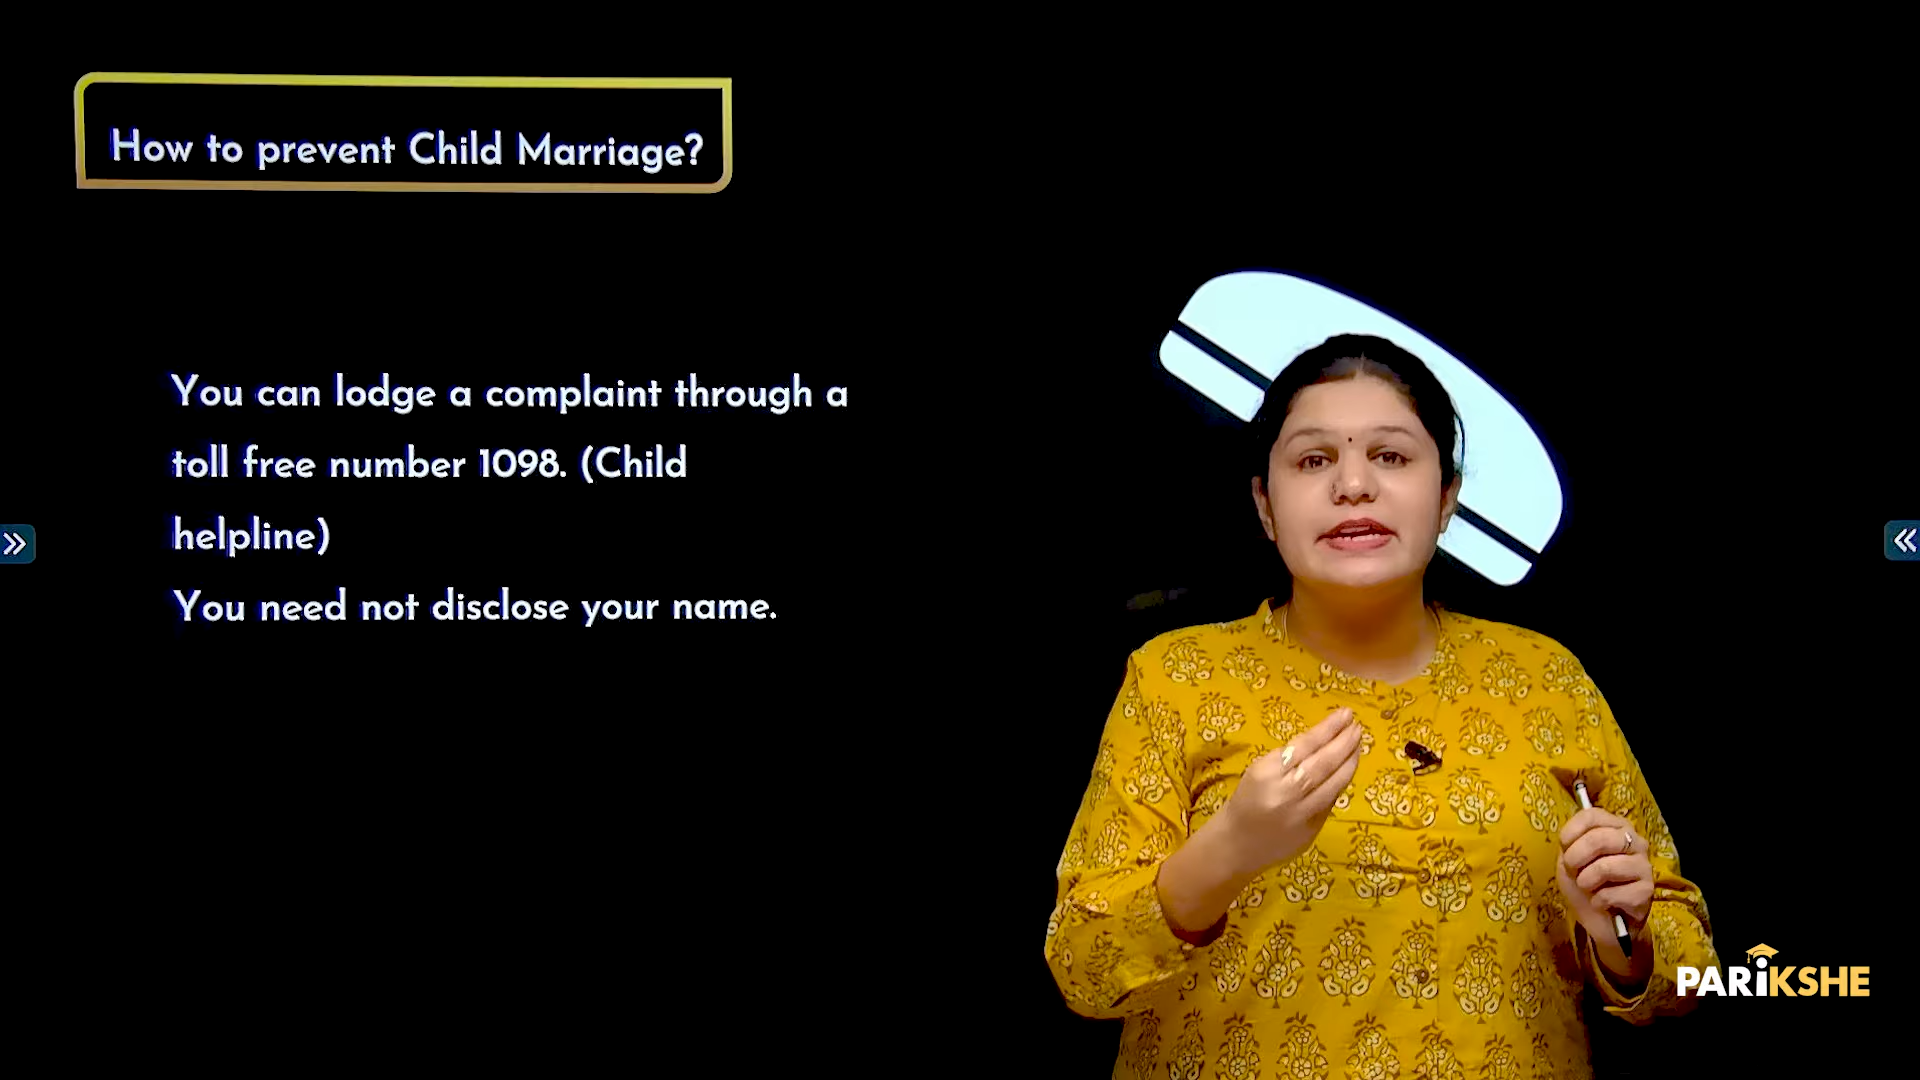 How to prevent Child Marriage?
You can lodge a complaint through a
toll free number 1098. (Child
helpline)
You need not disclose your name.
PARiKSHE